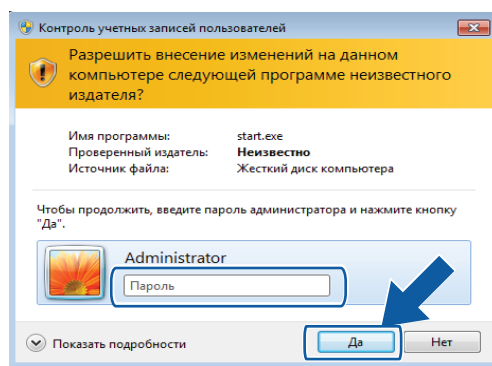 Контроль учетных записей пользователей
Разрешить внесение изменений на данном
компьютере следующей программе неизвестного
издателя?
Имя программы: start.exe
Проверенный издатель: Неизвестно
Источник файла: Жесткий диск компьютера
Чтобы продолжить, введите пароль администратора и нажмите кнопку
"Да".
Administrator
Пароль
Показать подробности Да Нет